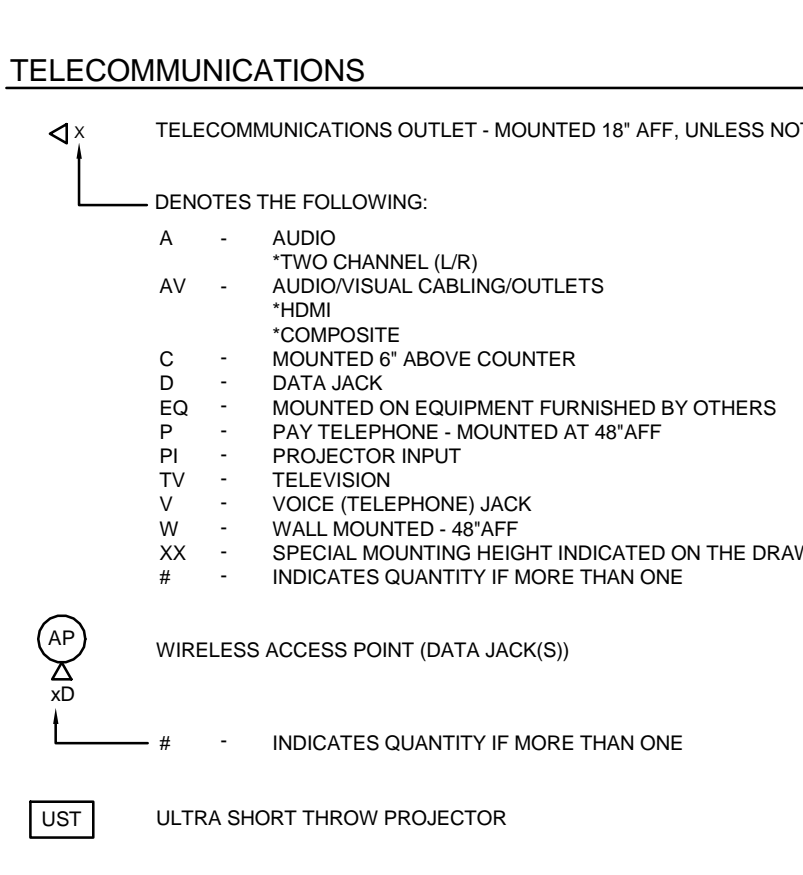 TELECOMMUNICATIONS
X TELECOMMUNICATIONS OUTLET - MOUNTED 18" AFF, UNLESS
DENOTES THE FOLLOWING:
A - AUDIO
*TWO CHANNEL (L/R)
AV - AUDIO/VISUAL CABLING/OUTLETS
*HDMI
*COMPOSITE
C - MOUNTED 6" ABOVE COUNTER
D - DATA JACK
EQ - MOUNTED ON EQUIPMENT FURNISHED BY OTHERS
P - PAY TELEPHONE - MOUNTED AT 48"AFF
PI - PROJECTOR INPUT
TV - TELEVISION
V - VOICE (TELEPHONE) JACK
W - WALL MOUNTED - 48"AFF
XX - SPECIAL MOUNTING HEIGHT INDICATED ON THE
# - INDICATES QUANTITY IF MORE THAN ONE
AP
WIRELESS ACCESS POINT (DATA JACK(S))
xD
# - INDICATES QUANTITY IF MORE THAN ONE
UST ULTRA SHORT THROW PROJECTOR